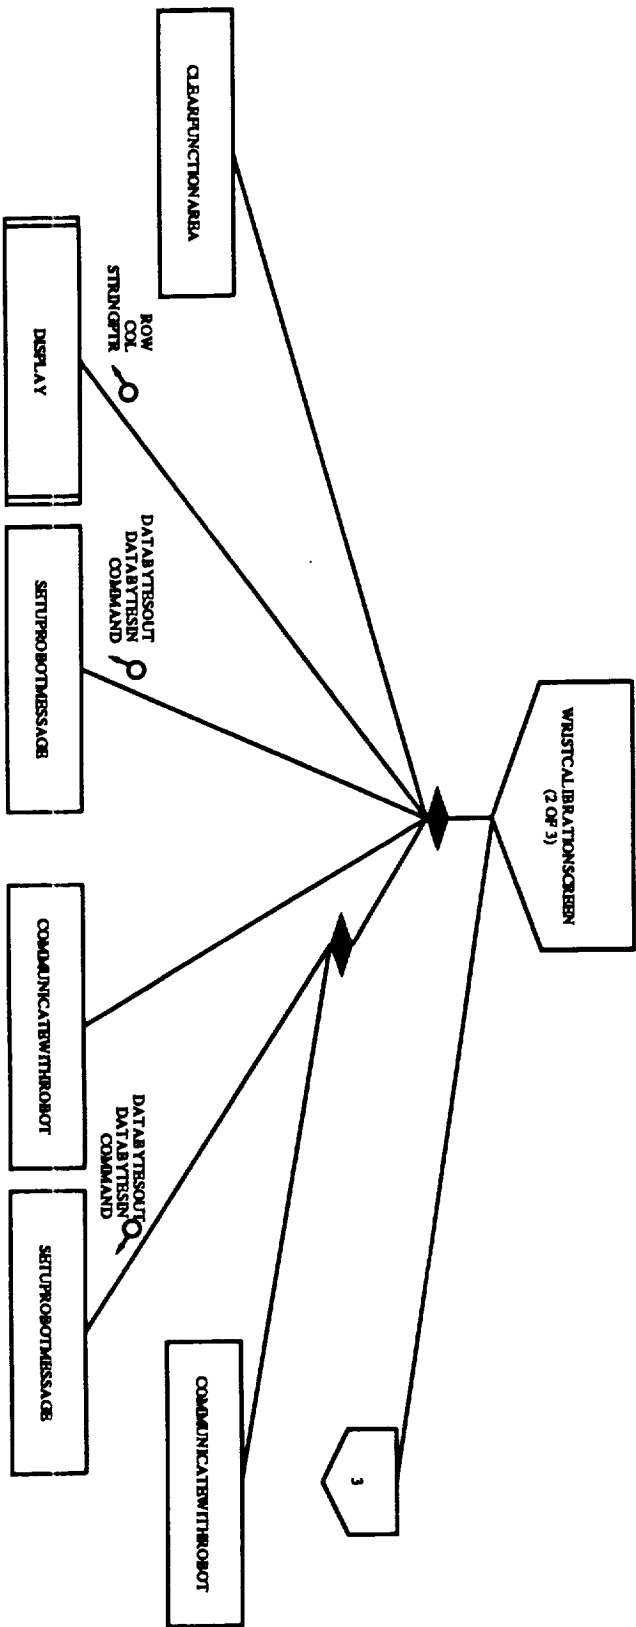 WRISTCALIBRATIONSCREEN
(2 OF 3)
3
CLEARFUNCTIONAREA
ROW
COL
STRINGPTR
DISPLAY
DATABYTESOUT
DATABYTESIN
COMMAND
SETUPROBOTMESSAGE
COMMUNICATEWITHROBOT
DATABYTESOUT
DATABYTESIN
COMMAND
SETUPROBOTMESSAGE
COMMUNICATEWITHROBOT